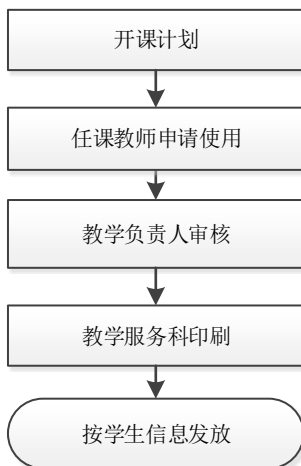 开课计划
任课教师申请使用
教学负责人审核
教学服务科印刷
按学生信息发放